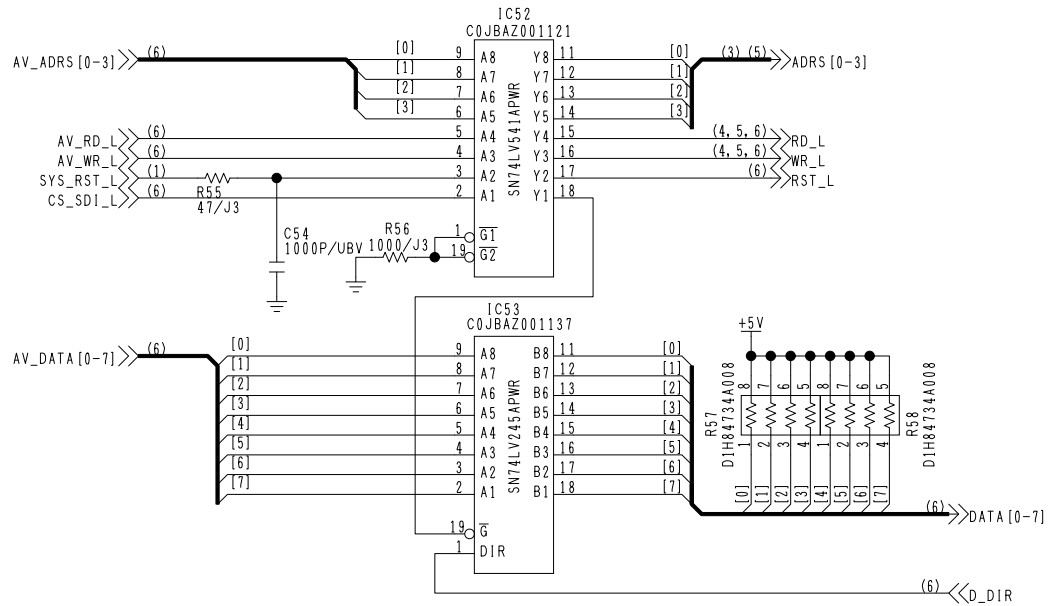 IC52
C0JBAZ001121
AV_ADRS[0-3] (6) [0] 9 A8 Y8 11 [0] (3) (5) ADRS[0-3]
[1] 8 A7 Y7 12 [1]
[2] 7 A6 Y6 13 [2]
[3] 6 A5 Y5 14 [3]
AV_RD_L (6) 5 A4 Y4 15 (4,5,6) RD_L
AV_WR_L (6) 4 A3 Y3 16 (4,5,6) WR_L
SYS_RST_L (1) 3 A2 Y2 17 (6) RST_L
CS_SDI_L (6) 2 A1 Y1 18
SN74LV541APWR
R55
47/J3
C54
1000P/UBV
R56
1000/J3
1 G1
19 G2
IC53
C0JBAZ001137
AV_DATA[0-7] (6) [0] 9 A8 B8 11 [0]
[1] 8 A7 B7 12 [1]
[2] 7 A6 B6 13 [2]
[3] 6 A5 B5 14 [3]
[4] 5 A4 B4 15 [4]
[5] 4 A3 B3 16 [5]
[6] 3 A2 B2 17 [6]
[7] 2 A1 B1 18 [7]
SN74LV245APWR
19 G
1 DIR
+5V
8 7 6 5 8 7 6 5
R57
D1H84734A008
R58
D1H84734A008
1 2 3 4 1 2 3 4
[0] [1] [2] [3] [4] [5] [6] [7]
(6) DATA[0-7]
(6) D_DIR